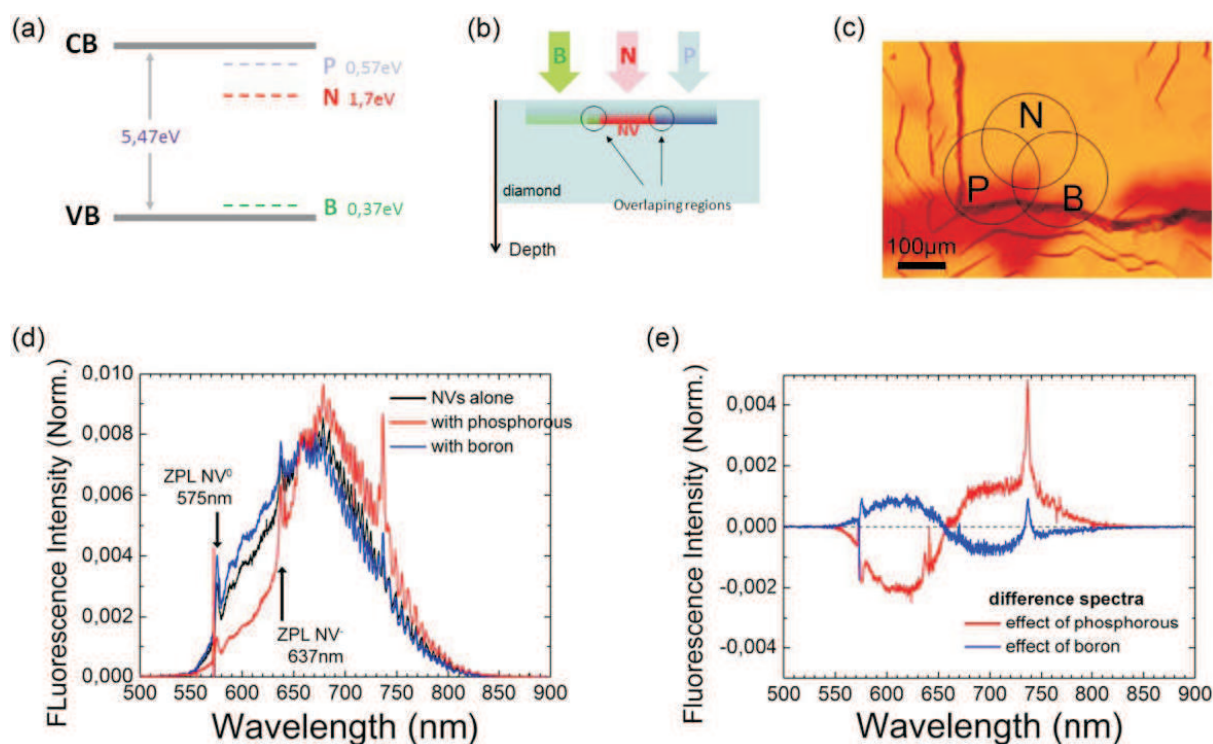 (a)
CB
P 0,57eV
N 1,7eV
5,47eV
B 0,37eV
VB
(b)
B N P
NV
diamond
Overlaping regions
Depth
(c)
N
P B
100µm
(d)
FLuorescence Intensity (Norm.)
0,010
0,008
0,006
0,004
0,002
0,000
NVs alone
with phosphorous
with boron
ZPL NV⁰
575nm
ZPL NV⁻
637nm
500 550 600 650 700 750 800 850 900
Wavelength (nm)
(e)
Fluorescence Intensity (Norm.)
0,004
0,002
0,000
-0,002
-0,004
difference spectra
effect of phosphorous
effect of boron
500 550 600 650 700 750 800 850 900
Wavelength (nm)